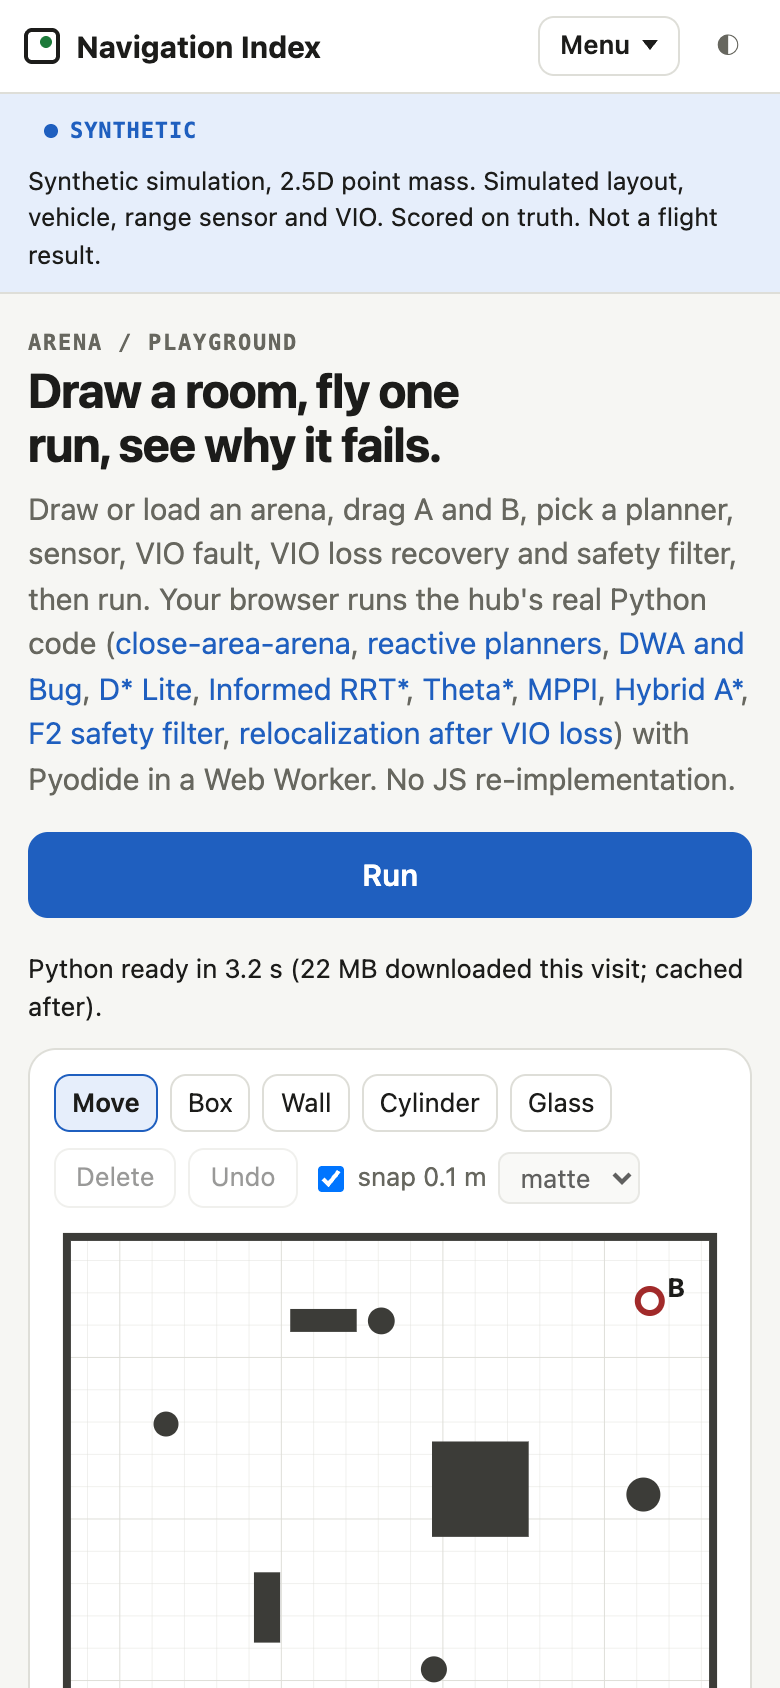 Navigation Index
Menu
SYNTHETIC
Synthetic simulation, 2.5D point mass. Simulated layout,
vehicle, range sensor and VIO. Scored on truth. Not a flight
result.
ARENA / PLAYGROUND
Draw a room, fly one
run, see why it fails.
Draw or load an arena, drag A and B, pick a planner,
sensor, VIO fault, VIO loss recovery and safety filter,
then run. Your browser runs the hub's real Python
code (close-area-arena, reactive planners, DWA and
Bug, D* Lite, Informed RRT*, Theta*, MPPI, Hybrid A*,
F2 safety filter, relocalization after VIO loss) with
Pyodide in a Web Worker. No JS re-implementation.
Run
Python ready in 3.2 s (22 MB downloaded this visit; cached
after).
Move Box Wall Cylinder Glass
Delete Undo snap 0.1 m matte
B